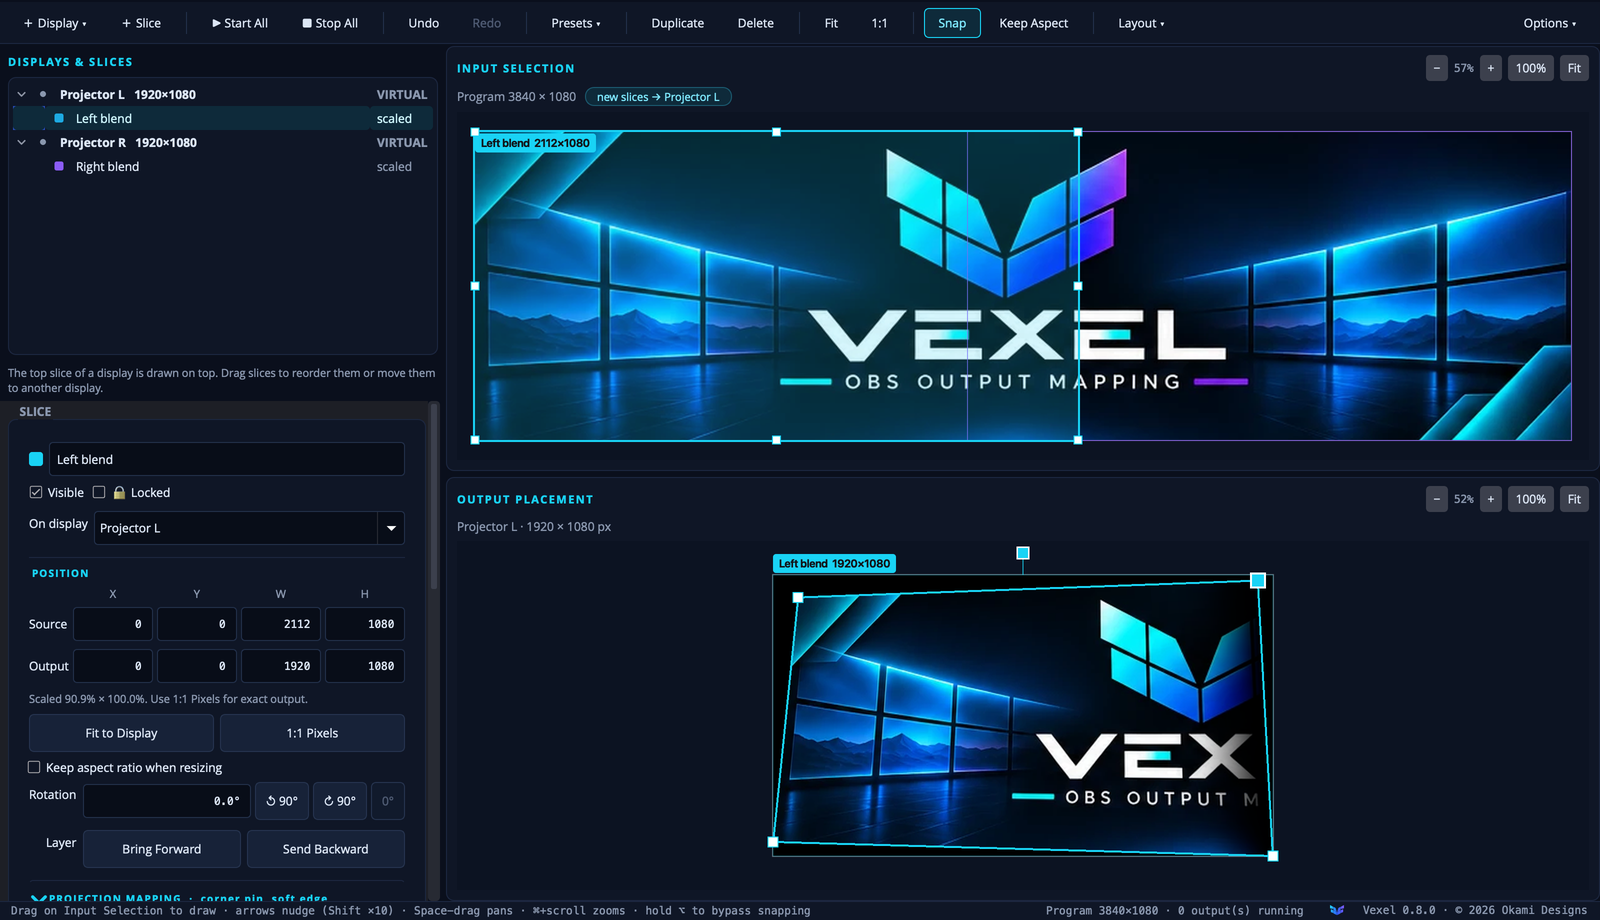 + Display ▾ + Slice ▶ Start All ■ Stop All Undo Redo Presets ▾ Duplicate Delete Fit 1:1 Snap Keep Aspect Layout ▾ Options ▾
DISPLAYS & SLICES
Projector L 1920×1080 VIRTUAL
Left blend scaled
Projector R 1920×1080 VIRTUAL
Right blend scaled
The top slice of a display is drawn on top. Drag slices to reorder them or move them
to another display.
SLICE
Left blend
Visible 🔒 Locked
On display Projector L
POSITION
X Y W H
Source 0 0 2112 1080
Output 0 0 1920 1080
Scaled 90.9% × 100.0%. Use 1:1 Pixels for exact output.
Fit to Display 1:1 Pixels
Keep aspect ratio when resizing
Rotation 0.0° ↺ 90° ↻ 90° 0°
Layer Bring Forward Send Backward
PROJECTION MAPPING · corner pin, soft edge
INPUT SELECTION
− 57% + 100% Fit
Program 3840 × 1080 new slices → Projector L
Left blend 2112×1080
VEXEL
OBS OUTPUT MAPPING
OUTPUT PLACEMENT
− 52% + 100% Fit
Projector L · 1920 × 1080 px
Left blend 1920×1080
VEX
OBS OUTPUT M
Drag on Input Selection to draw · arrows nudge (Shift ×10) · Space-drag pans · ⌘+scroll zooms · hold ⌥ to bypass snapping
Program 3840×1080 · 0 output(s) running
Vexel 0.8.0 · © 2026 Okami Designs